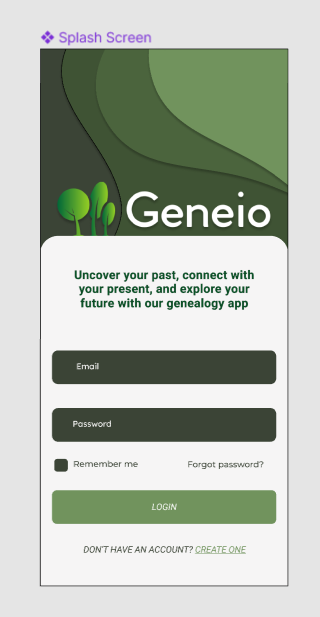 Splash Screen
Geneio
Uncover your past, connect with
your present, and explore your
future with our genealogy app
Email
Password
Remember me
Forgot password?
LOGIN
DON'T HAVE AN ACCOUNT? CREATE ONE